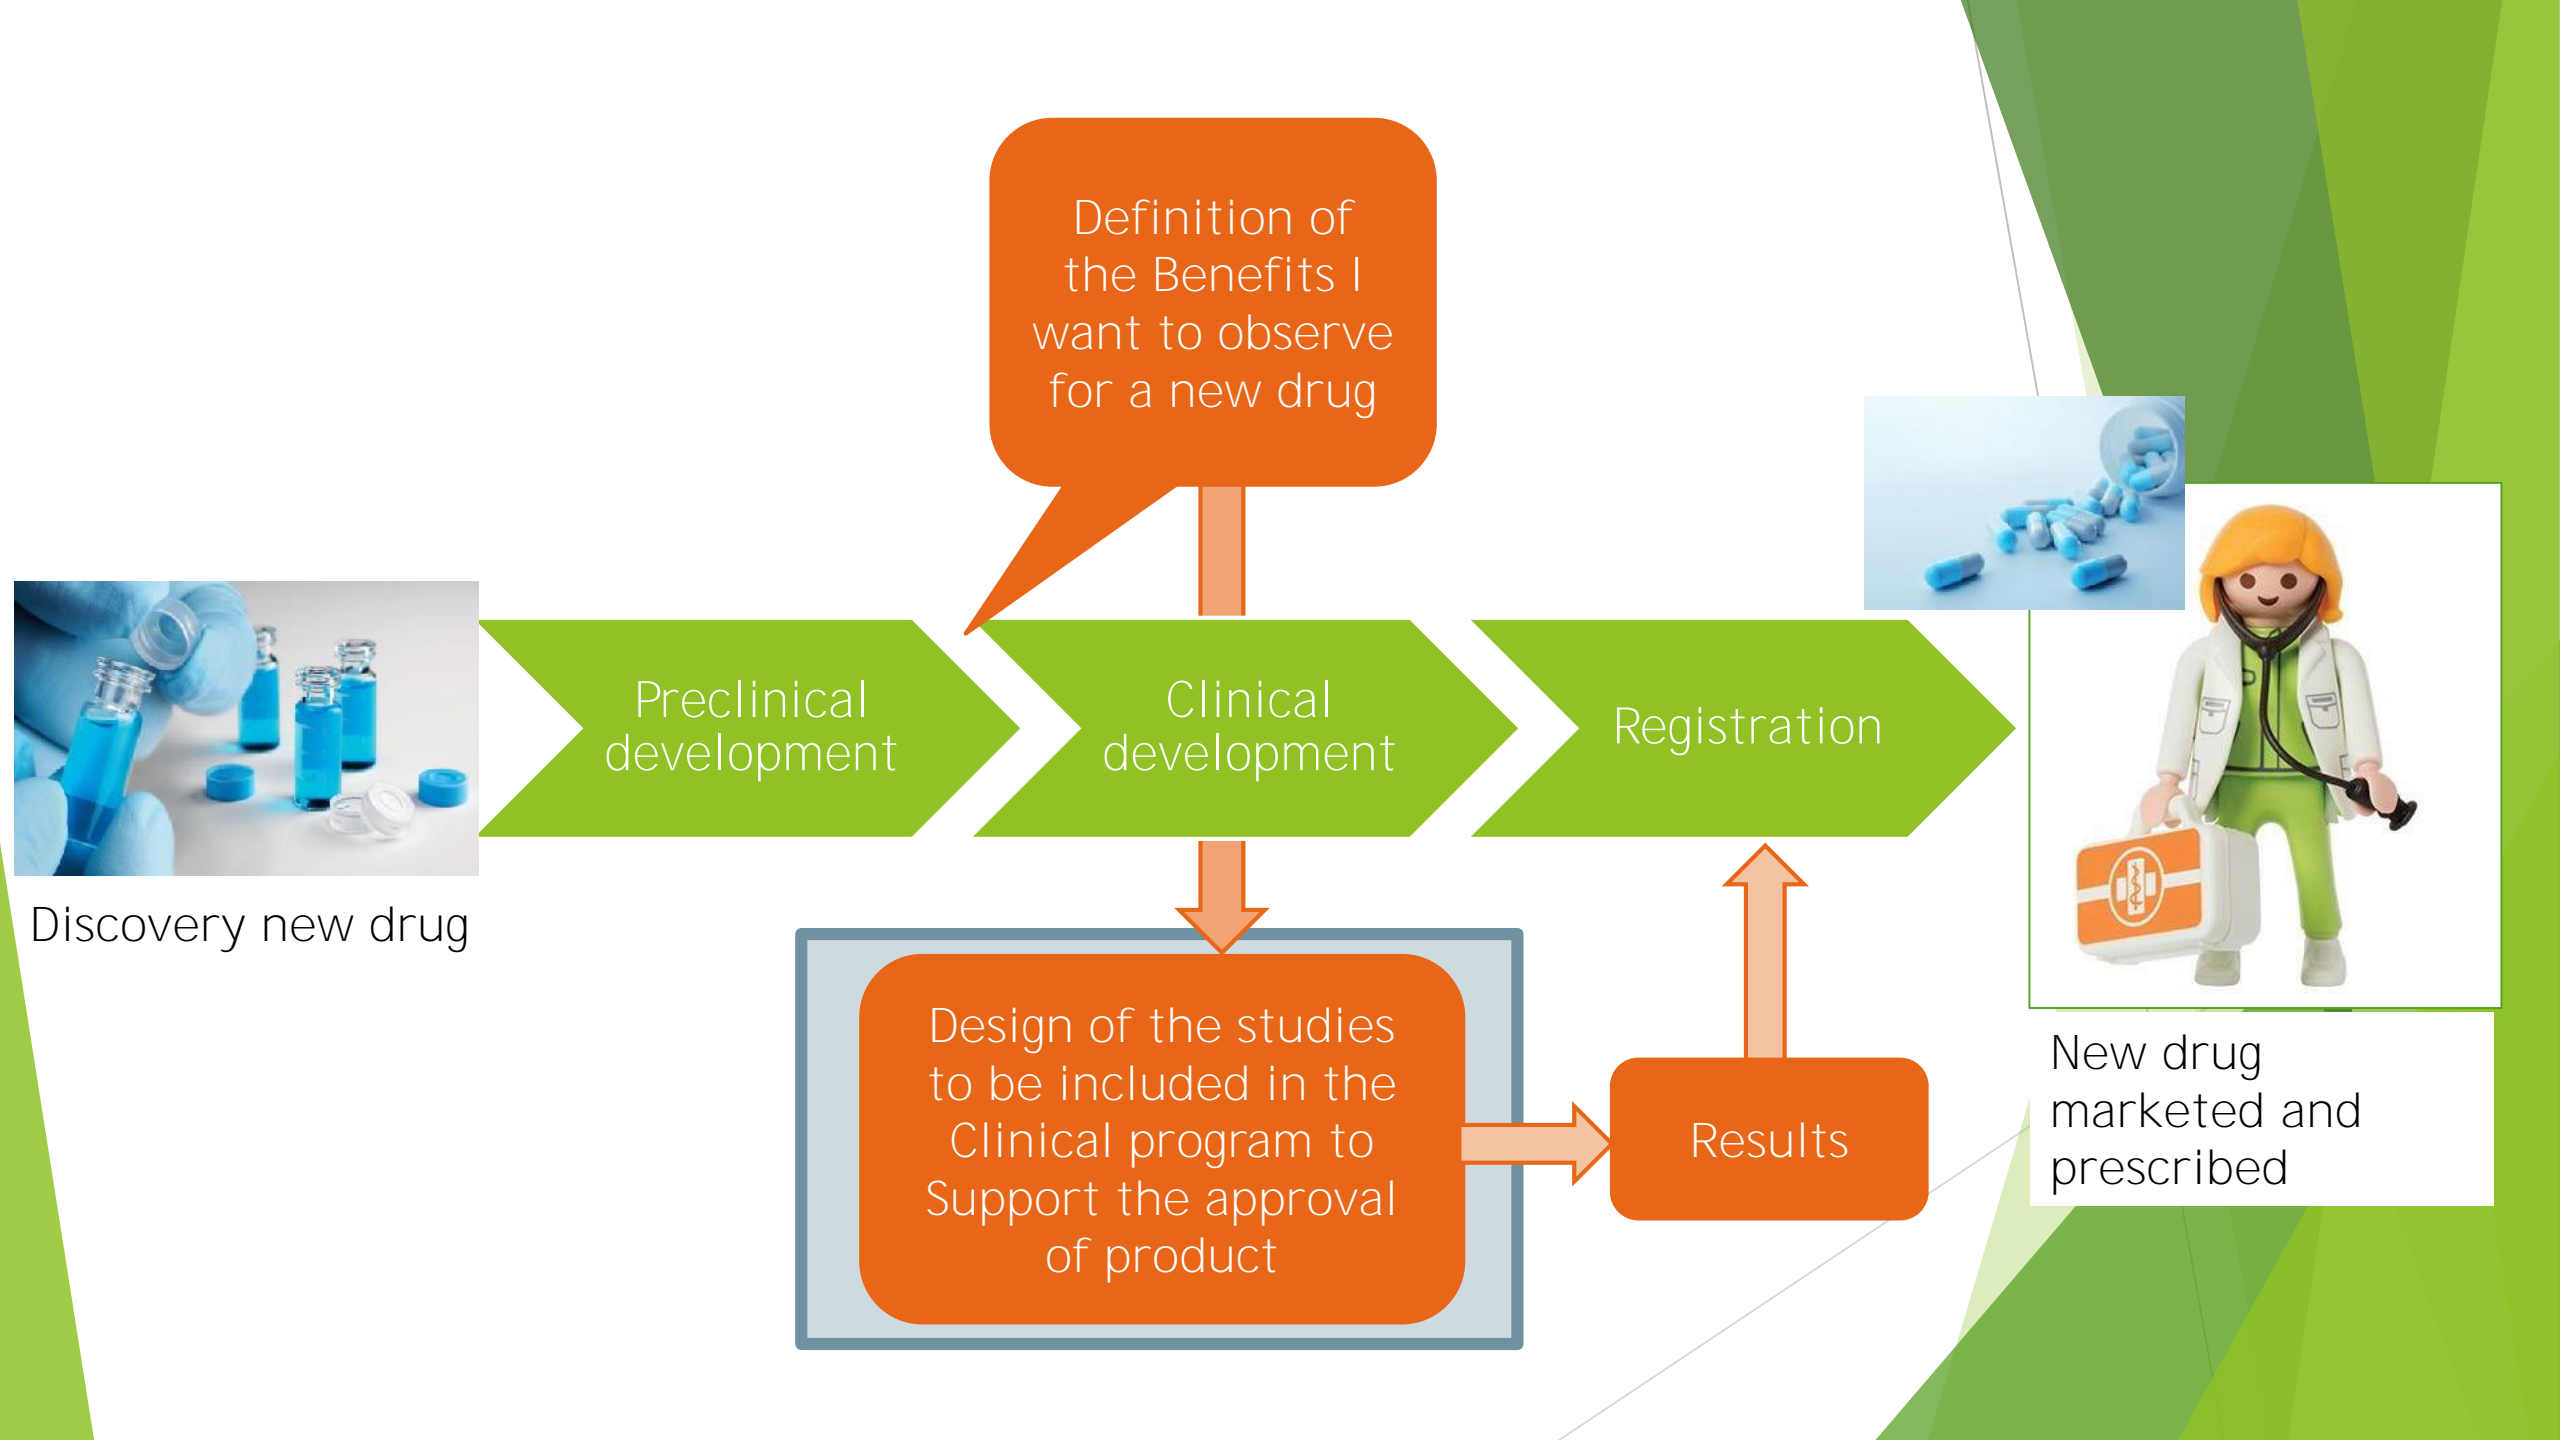 Definition of
the Benefits I
want to observe
for a new drug
Preclinical
development
Clinical
development
Registration
Discovery new drug
Design of the studies
to be included in the
Clinical program to
Support the approval
of product
Results
New drug
marketed and
prescribed